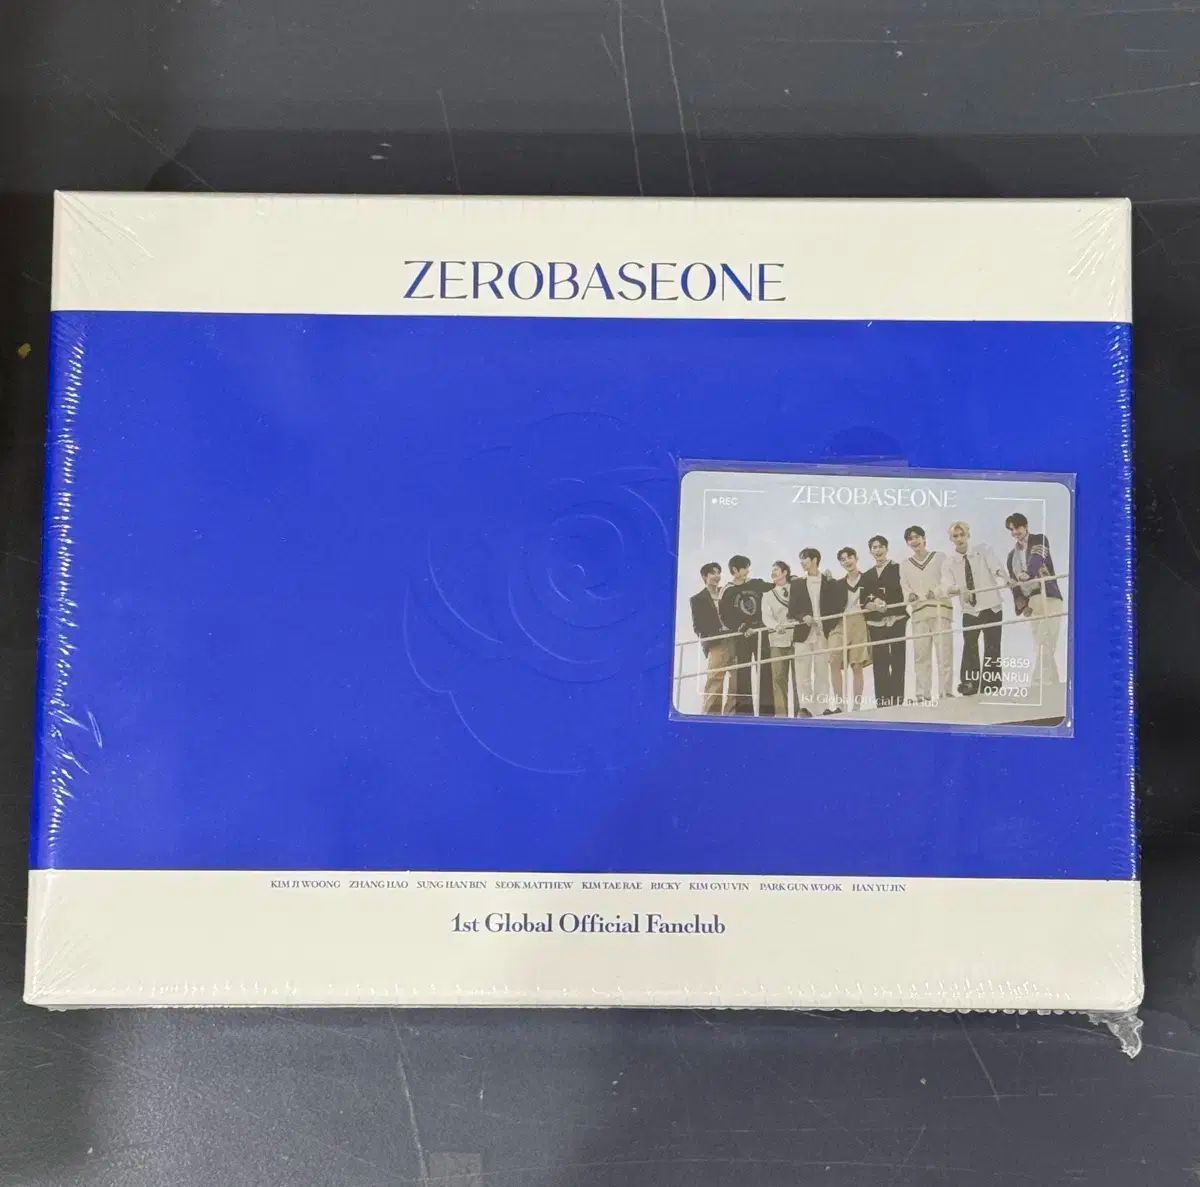 ZEROBASEONE
REC
ZEROBASEONE
Z-56859
LU QIANRUI
020720
1st Global Official Fanclub
KIM JI WOONG ZHANG HAO SUNG HAN BIN SEOK MATTHEW KIM TAE RAE RICKY KIM GYU VIN PARK GUN WOOK HAN YU JIN
1st Global Official Fanclub